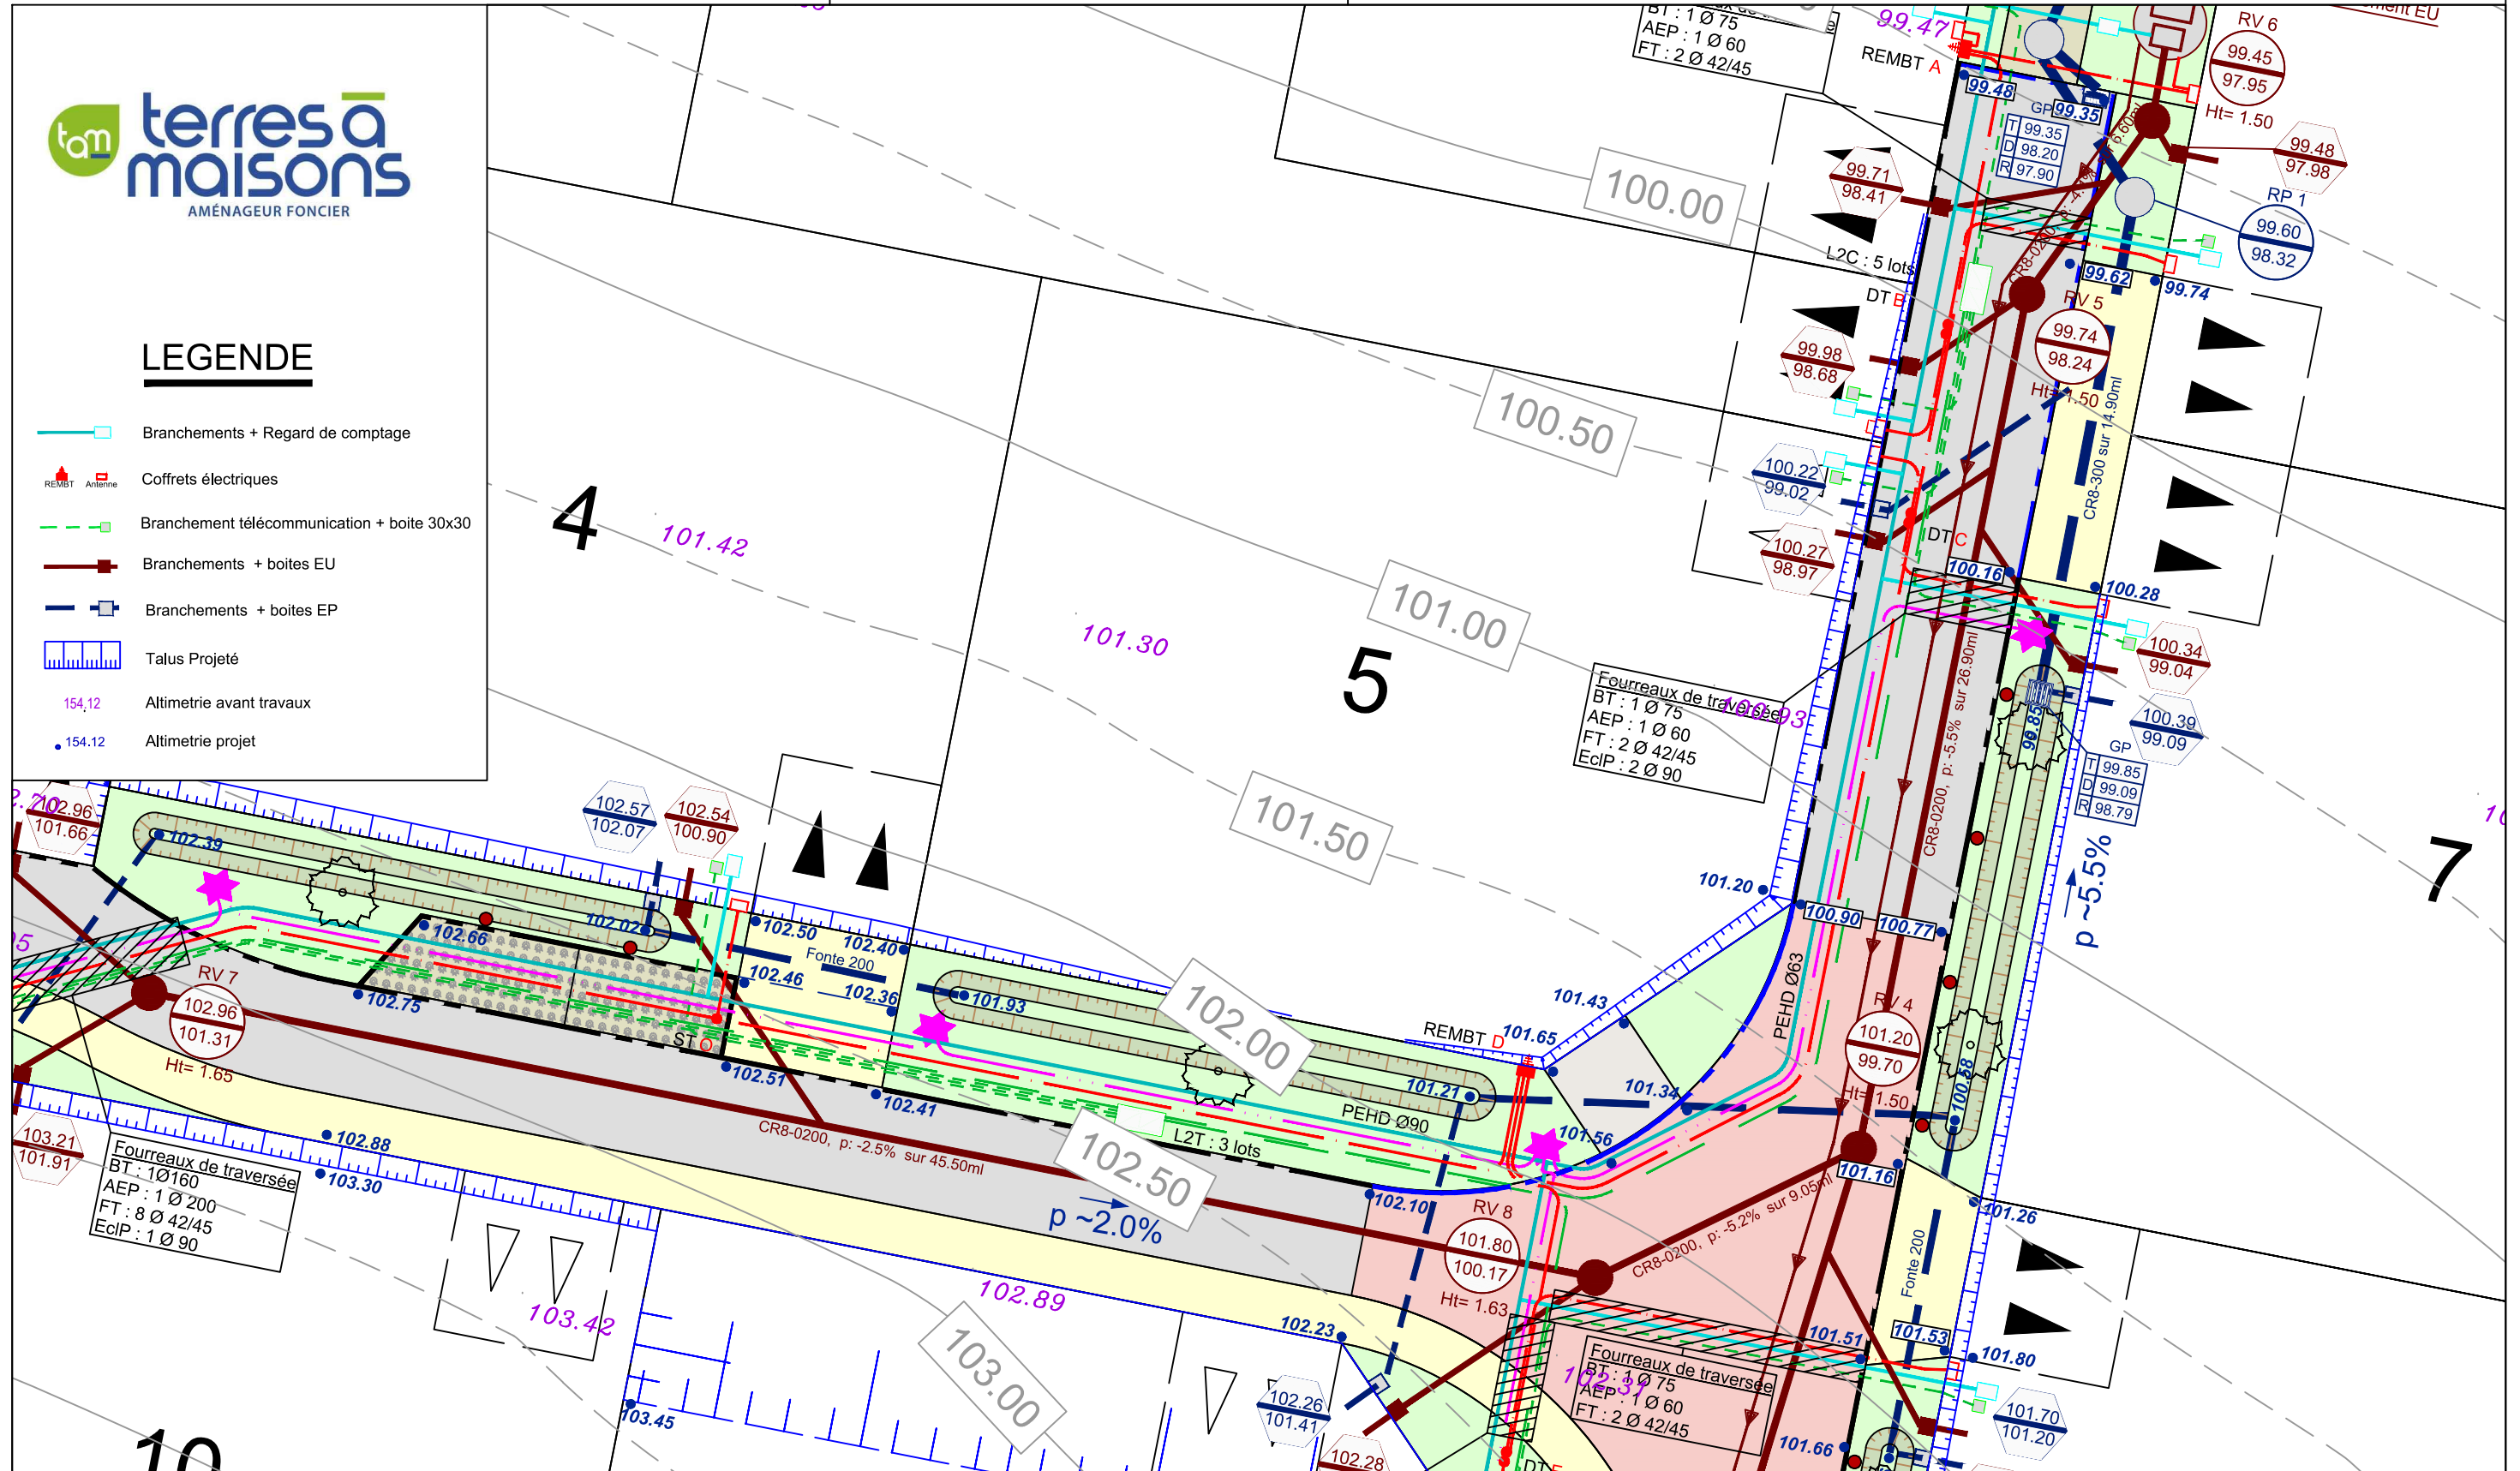 tam
terres à
maisons
AMÉNAGEUR FONCIER
LEGENDE
Branchements + Regard de comptage
REMBT
Antenne
Coffrets électriques
Branchement télécommunication + boite 30x30
Branchements + boites EU
Branchements + boites EP
Talus Projeté
154.12
Altimetrie avant travaux
154.12
Altimetrie projet
BT : 1 Ø 75
AEP : 1 Ø 60
FT : 2 Ø 42/45
99.47
REMBT A
99.48
99.35
GP
T 99.35
D 98.20
R 97.90
RV 6
99.45
97.95
Ht= 1.50
99.48
97.98
RP 1
99.60
98.32
99.71
98.41
100.00
L2C : 5 lots
DT B
99.62
99.74
RV 5
99.74
98.24
Ht= 1.50
99.98
98.68
100.50
CR8-300 sur 14.90ml
100.22
99.02
DT C
100.27
98.97
100.16
100.28
4
101.42
101.30
5
101.00
100.34
99.04
Fourreaux de traversée
BT : 1 Ø 75
AEP : 1 Ø 60
FT : 2 Ø 42/45
EclP : 2 Ø 90
100.93
CR8-0200, p: -5.5% sur 26.90ml
99.85
100.39
99.09
GP
T 99.85
D 99.09
R 98.79
p ~5.5%
7
101.50
102.96
101.66
102.39
102.57
102.07
102.54
100.90
101.20
100.90
100.77
102.66
102.02
102.50
102.40
Fonte 200
102.46
102.36
101.93
102.00
101.43
PEHD Ø63
RV 4
101.20
99.70
Ht= 1.50
RV 7
102.96
101.31
Ht= 1.65
102.75
ST O
102.51
102.41
REMBT D
101.65
101.21
101.34
100.58
PEHD Ø90
101.56
L2T : 3 lots
CR8-0200, p: -2.5% sur 45.50ml
102.50
101.16
101.26
103.21
101.91
102.88
103.30
Fourreaux de traversée
BT : 1Ø160
AEP : 1 Ø 200
FT : 8 Ø 42/45
EclP : 1 Ø 90
p ~2.0%
102.10
RV 8
101.80
100.17
Ht= 1.63
CR8-0200, p: -5.2% sur 9.05ml
Fonte 200
102.89
103.42
103.00
102.23
101.51
101.53
101.80
Fourreaux de traversée
BT : 1 Ø 75
AEP : 1 Ø 60
FT : 2 Ø 42/45
102.31
102.26
101.41
103.45
101.70
101.20
101.66
102.28
10